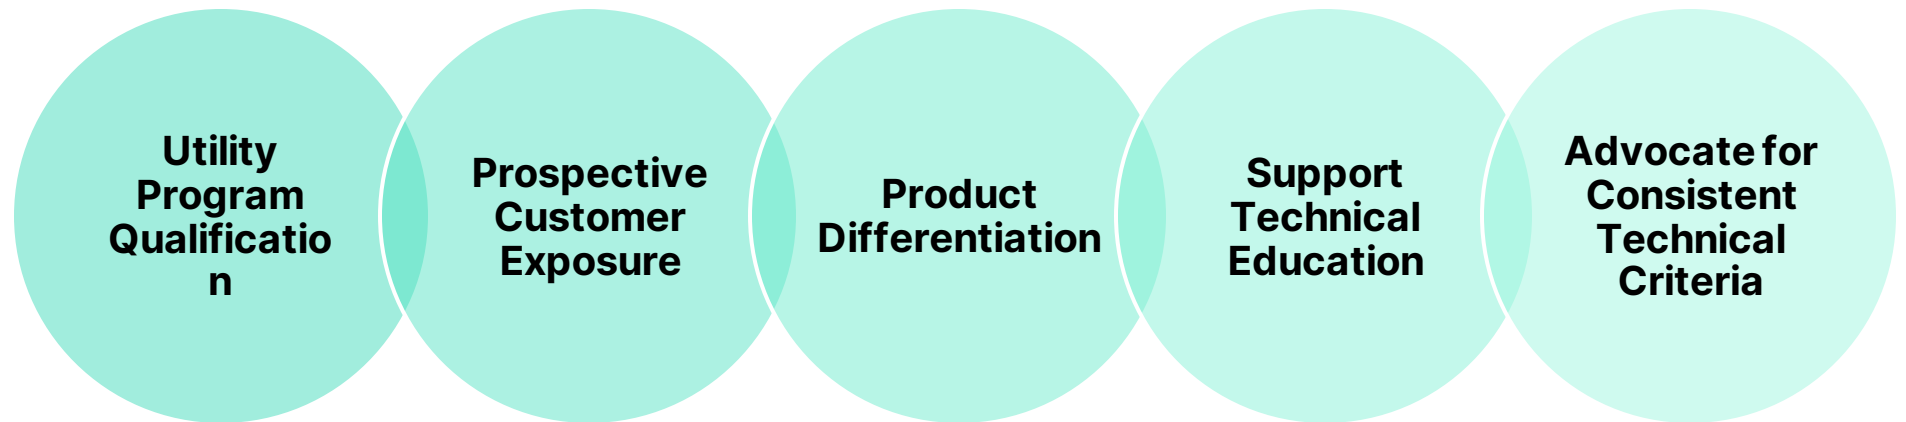 Utility
Program
Qualificatio
n
Prospective
Customer
Exposure
Product
Differentiation
Support
Technical
Education
Advocate for
Consistent
Technical
Criteria